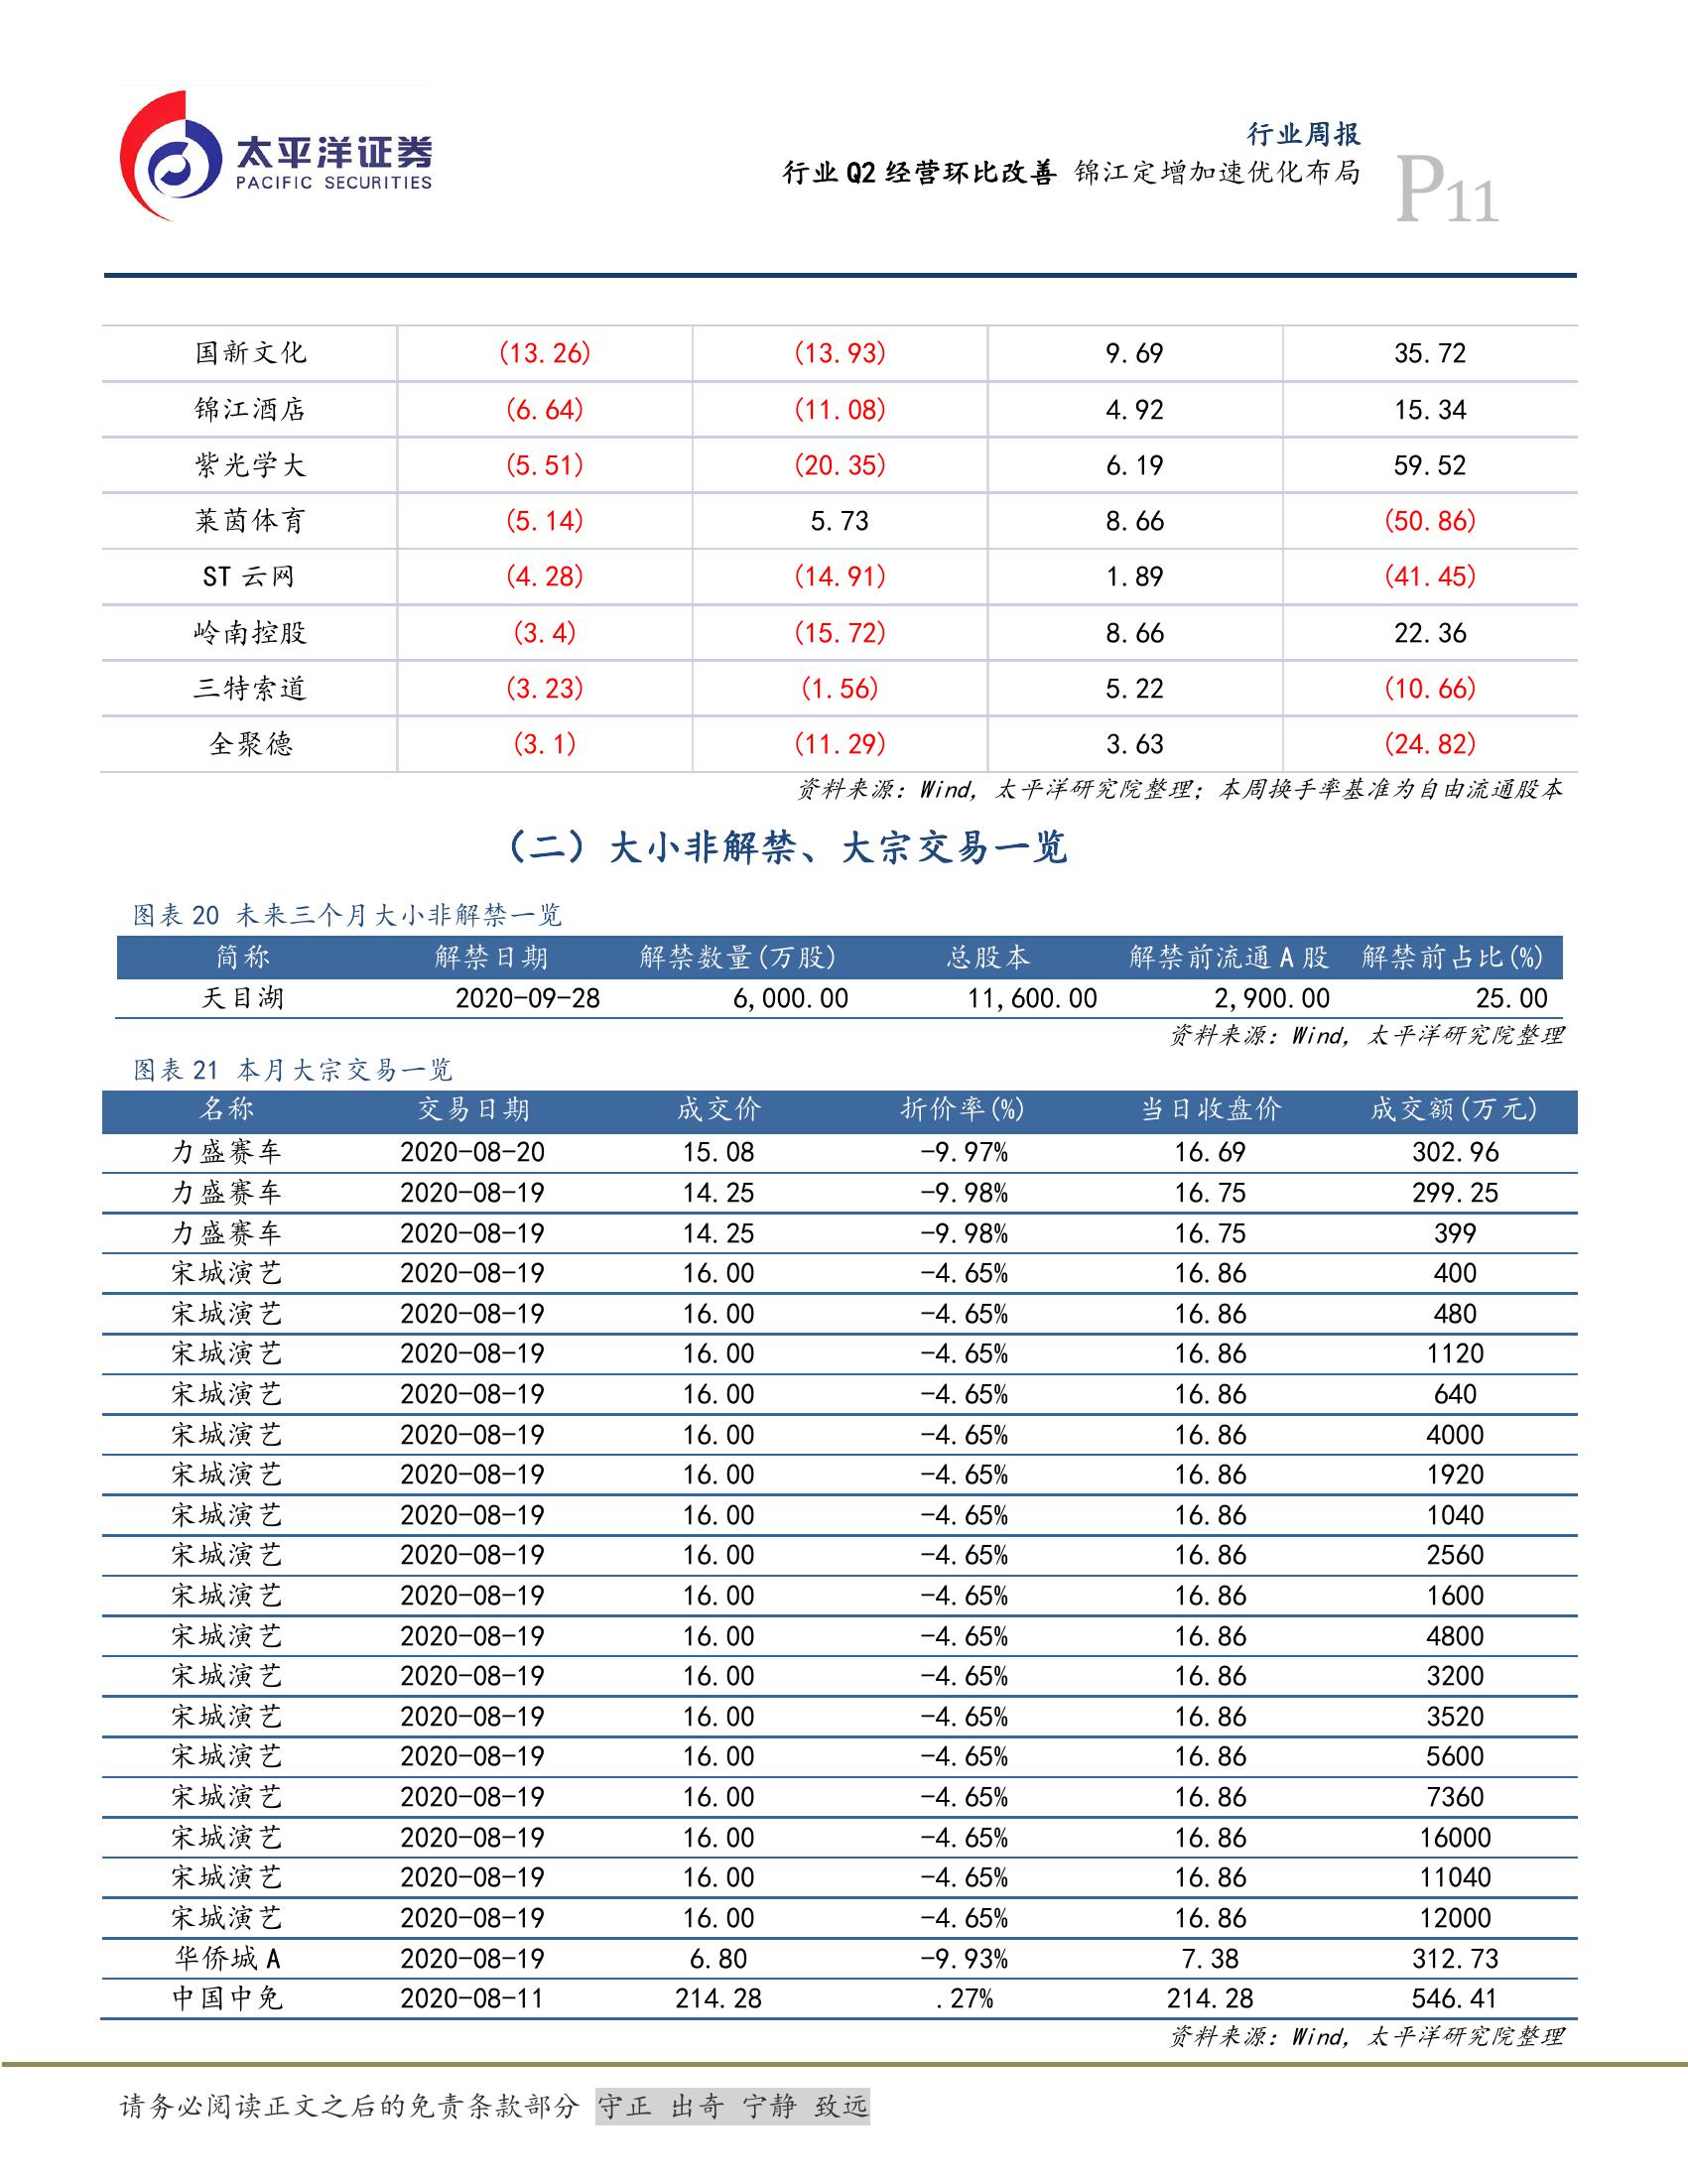 太平洋证券
PACIFIC SECURITIES
行业周报
行业 Q2 经营环比改善 锦江定增加速优化布局
P11
国新文化 (13.26) (13.93) 9.69 35.72
锦江酒店 (6.64) (11.08) 4.92 15.34
紫光学大 (5.51) (20.35) 6.19 59.52
莱茵体育 (5.14) 5.73 8.66 (50.86)
ST 云网 (4.28) (14.91) 1.89 (41.45)
岭南控股 (3.4) (15.72) 8.66 22.36
三特索道 (3.23) (1.56) 5.22 (10.66)
全聚德 (3.1) (11.29) 3.63 (24.82)
资料来源：Wind，太平洋研究院整理；本周换手率基准为自由流通股本
（二）大小非解禁、大宗交易一览
图表 20 未来三个月大小非解禁一览
简称 解禁日期 解禁数量(万股) 总股本 解禁前流通 A 股 解禁前占比(%)
天目湖 2020-09-28 6,000.00 11,600.00 2,900.00 25.00
资料来源：Wind，太平洋研究院整理
图表 21 本月大宗交易一览
名称 交易日期 成交价 折价率(%) 当日收盘价 成交额(万元)
力盛赛车 2020-08-20 15.08 -9.97% 16.69 302.96
力盛赛车 2020-08-19 14.25 -9.98% 16.75 299.25
力盛赛车 2020-08-19 14.25 -9.98% 16.75 399
宋城演艺 2020-08-19 16.00 -4.65% 16.86 400
宋城演艺 2020-08-19 16.00 -4.65% 16.86 480
宋城演艺 2020-08-19 16.00 -4.65% 16.86 1120
宋城演艺 2020-08-19 16.00 -4.65% 16.86 640
宋城演艺 2020-08-19 16.00 -4.65% 16.86 4000
宋城演艺 2020-08-19 16.00 -4.65% 16.86 1920
宋城演艺 2020-08-19 16.00 -4.65% 16.86 1040
宋城演艺 2020-08-19 16.00 -4.65% 16.86 2560
宋城演艺 2020-08-19 16.00 -4.65% 16.86 1600
宋城演艺 2020-08-19 16.00 -4.65% 16.86 4800
宋城演艺 2020-08-19 16.00 -4.65% 16.86 3200
宋城演艺 2020-08-19 16.00 -4.65% 16.86 3520
宋城演艺 2020-08-19 16.00 -4.65% 16.86 5600
宋城演艺 2020-08-19 16.00 -4.65% 16.86 7360
宋城演艺 2020-08-19 16.00 -4.65% 16.86 16000
宋城演艺 2020-08-19 16.00 -4.65% 16.86 11040
宋城演艺 2020-08-19 16.00 -4.65% 16.86 12000
华侨城 A 2020-08-19 6.80 -9.93% 7.38 312.73
中国中免 2020-08-11 214.28 .27% 214.28 546.41
资料来源：Wind，太平洋研究院整理
请务必阅读正文之后的免责条款部分 守正 出奇 宁静 致远